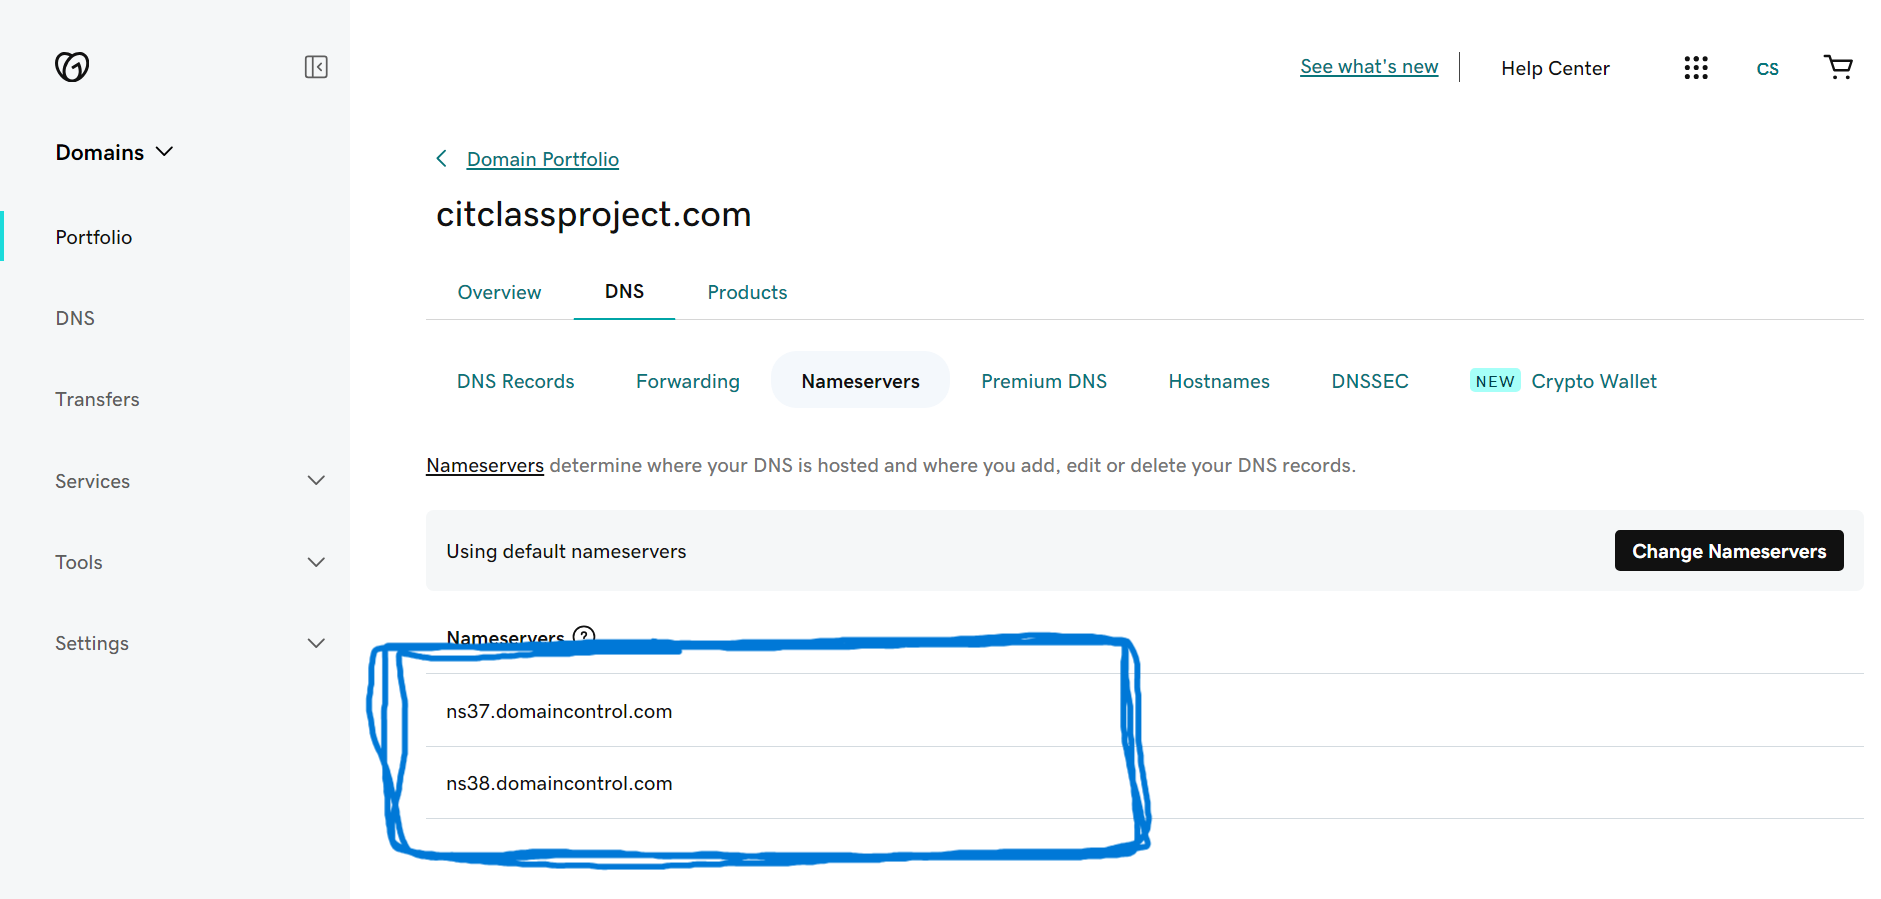 See what's new
Help Center
CS
Domains
Portfolio
DNS
Transfers
Services
Tools
Settings
Domain Portfolio
citclassproject.com
Overview DNS Products
DNS Records Forwarding Nameservers Premium DNS Hostnames DNSSEC NEW Crypto Wallet
Nameservers determine where your DNS is hosted and where you add, edit or delete your DNS records.
Using default nameservers
Change Nameservers
Nameservers ?
ns37.domaincontrol.com
ns38.domaincontrol.com